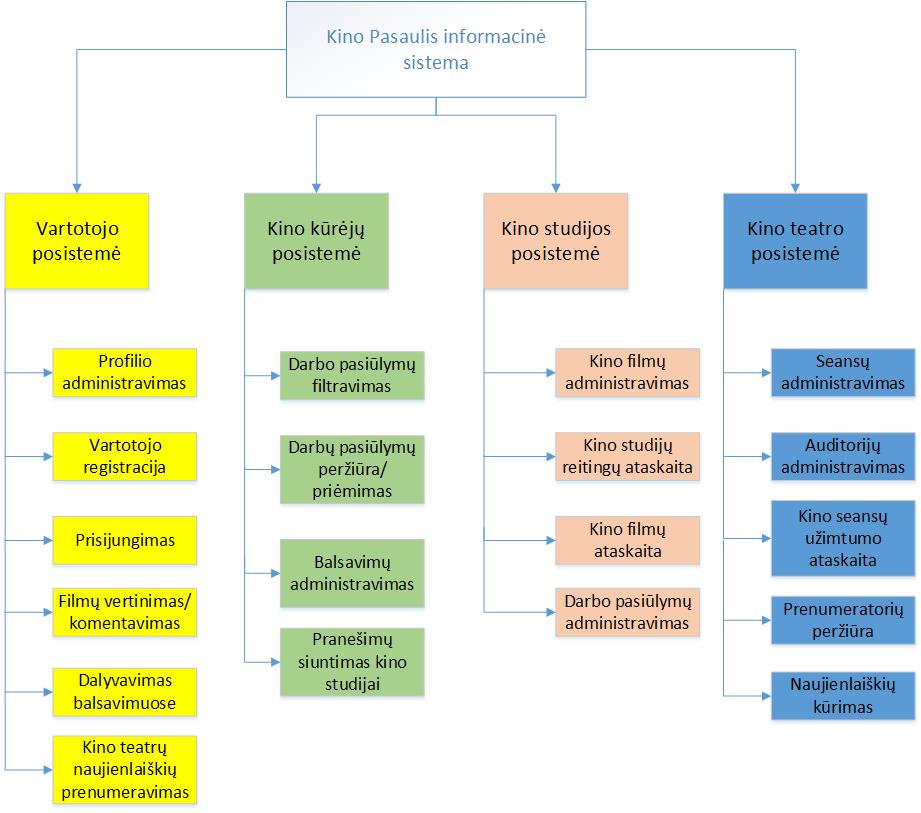 Kino Pasaulis informacinė
sistema
Vartotojo
posistemė
Profilio
administravimas
Vartotojo
registracija
Prisijungimas
Filmų vertinimas/
komentavimas
Dalyvavimas
balsavimuose
Kino teatrų
naujienlaiškių
prenumeravimas
Kino kūrėjų
posistemė
Darbo pasiūlymų
filtravimas
Darbų pasiūlymų
peržiūra/
priėmimas
Balsavimų
administravimas
Pranešimų
siuntimas kino
studijai
Kino studijos
posistemė
Kino filmų
administravimas
Kino studijų
reitingų ataskaita
Kino filmų
ataskaita
Darbo pasiūlymų
administravimas
Kino teatro
posistemė
Seansų
administravimas
Auditorijų
administravimas
Kino seansų
užimtumo
ataskaita
Prenumeratorių
peržiūra
Naujienlaiškių
kūrimas